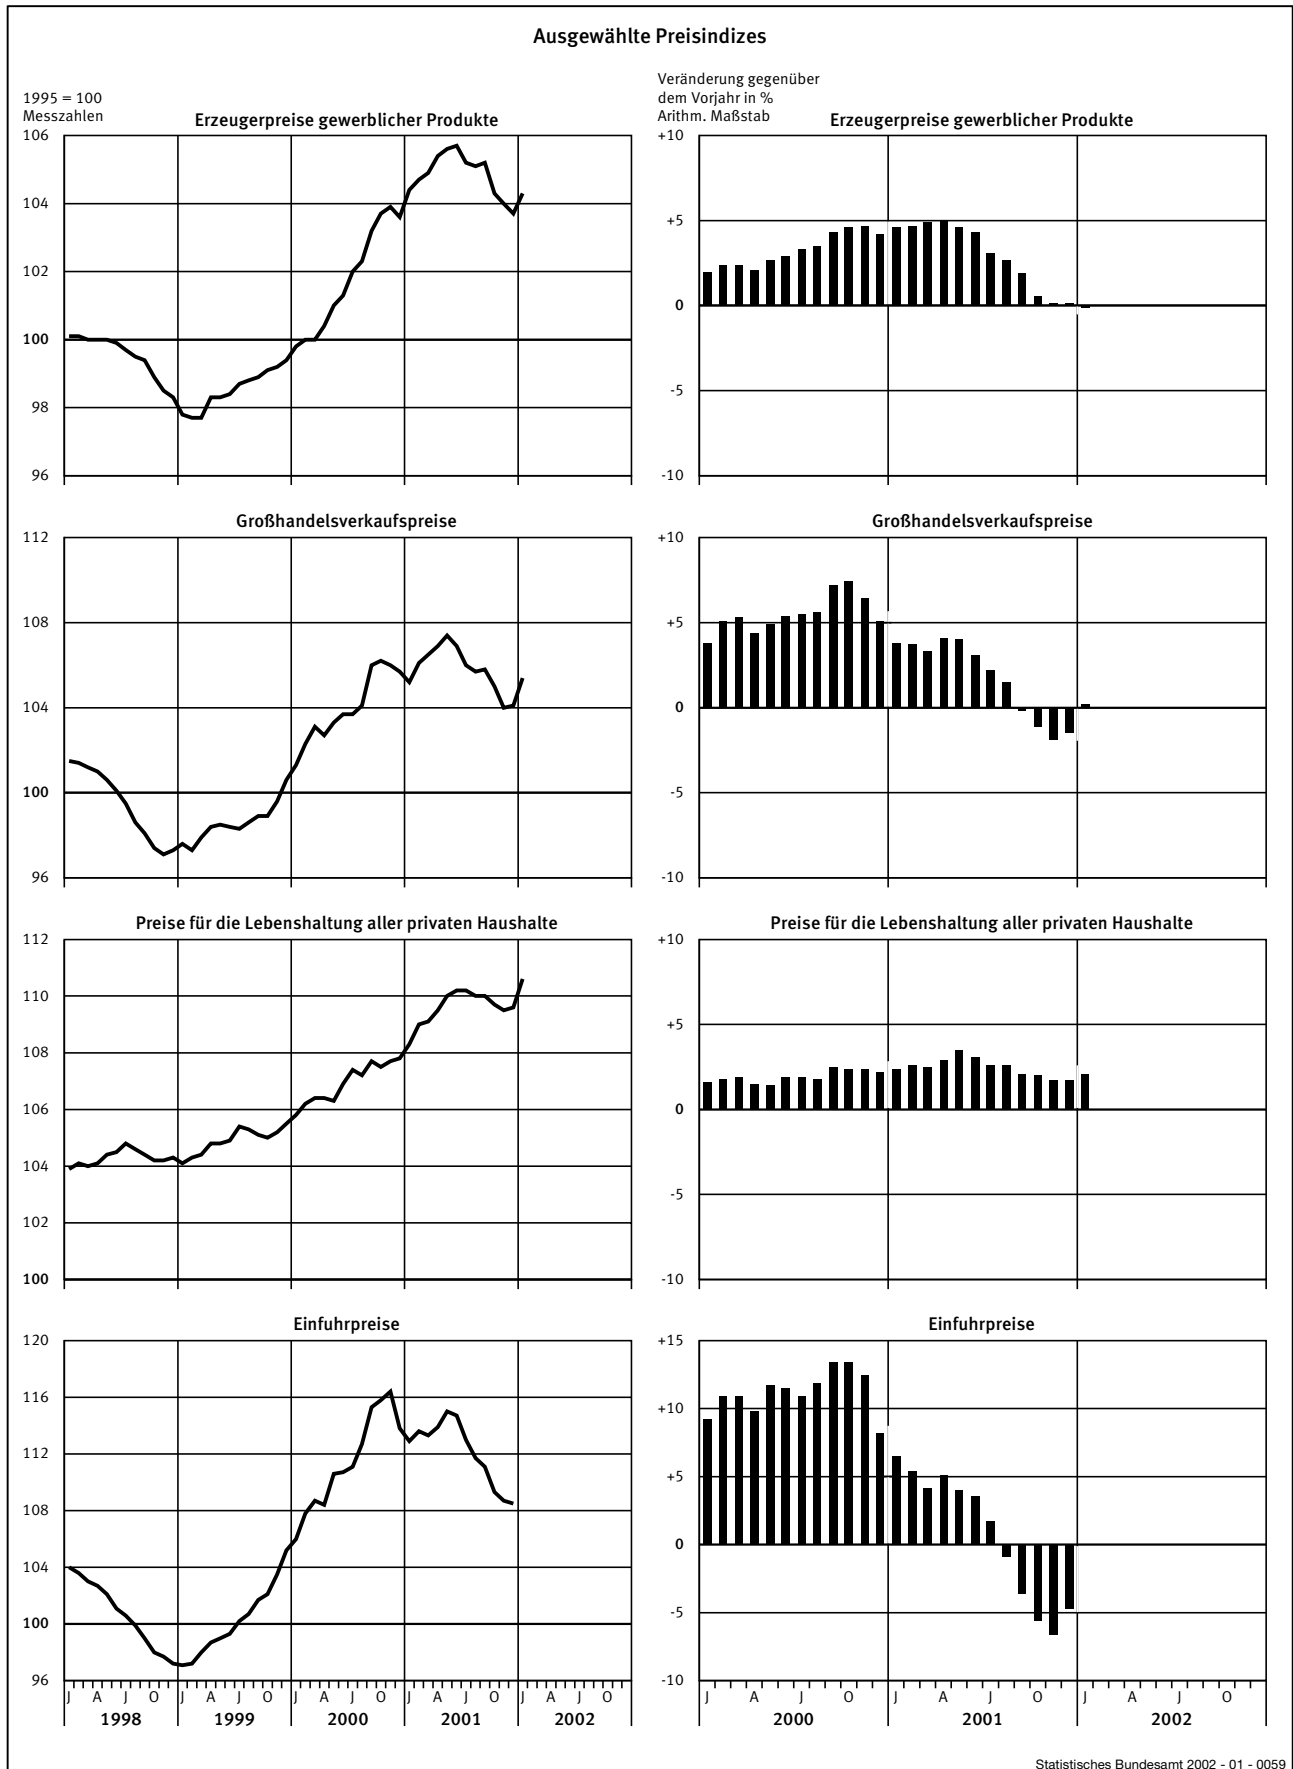 Ausgewählte Preisindizes
1995 = 100
Messzahlen
Erzeugerpreise gewerblicher Produkte
106
104
102
100
98
96
Veränderung gegenüber
dem Vorjahr in %
Arithm. Maßstab
Erzeugerpreise gewerblicher Produkte
+10
+5
0
-5
-10
Großhandelsverkaufspreise
112
108
104
100
96
Großhandelsverkaufspreise
+10
+5
0
-5
-10
Preise für die Lebenshaltung aller privaten Haushalte
112
110
108
106
104
102
100
Preise für die Lebenshaltung aller privaten Haushalte
+10
+5
0
-5
-10
Einfuhrpreise
120
116
112
108
104
100
96
J A J O J A J O J A J O J A J O J A J O
1998 1999 2000 2001 2002
Einfuhrpreise
+15
+10
+5
0
-5
-10
J A J O J A J O J A J O
2000 2001 2002
Statistisches Bundesamt 2002 - 01 - 0059